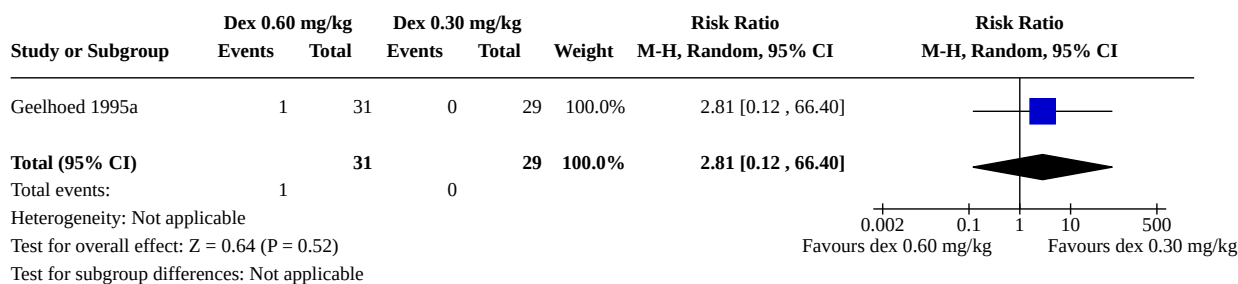 Dex 0.60 mg/kg Dex 0.30 mg/kg Risk Ratio Risk Ratio
Study or Subgroup Events Total Events Total Weight M-H, Random, 95% CI M-H, Random, 95% CI
Geelhoed 1995a 1 31 0 29 100.0% 2.81 [0.12 , 66.40]
Total (95% CI) 31 29 100.0% 2.81 [0.12 , 66.40]
Total events: 1 0
Heterogeneity: Not applicable 0.002 0.1 1 10 500
Test for overall effect: Z = 0.64 (P = 0.52) Favours dex 0.60 mg/kg Favours dex 0.30 mg/kg
Test for subgroup differences: Not applicable